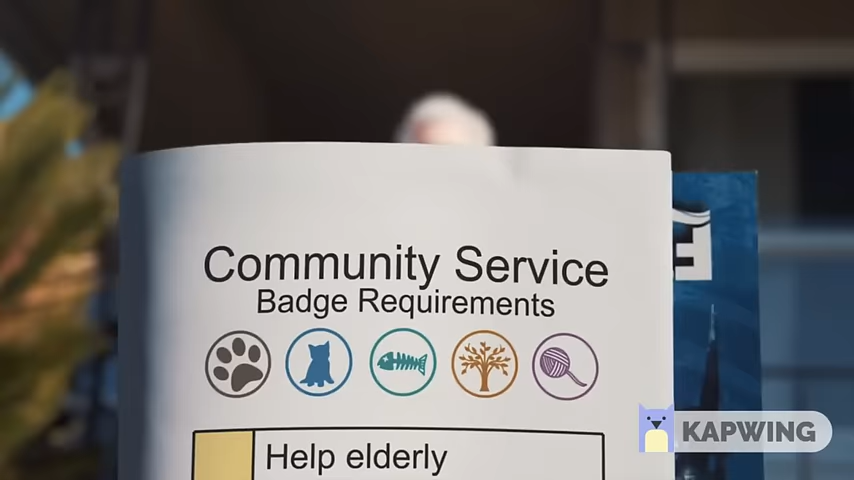 Community Service
Badge Requirements
Help elderly
KAPWING